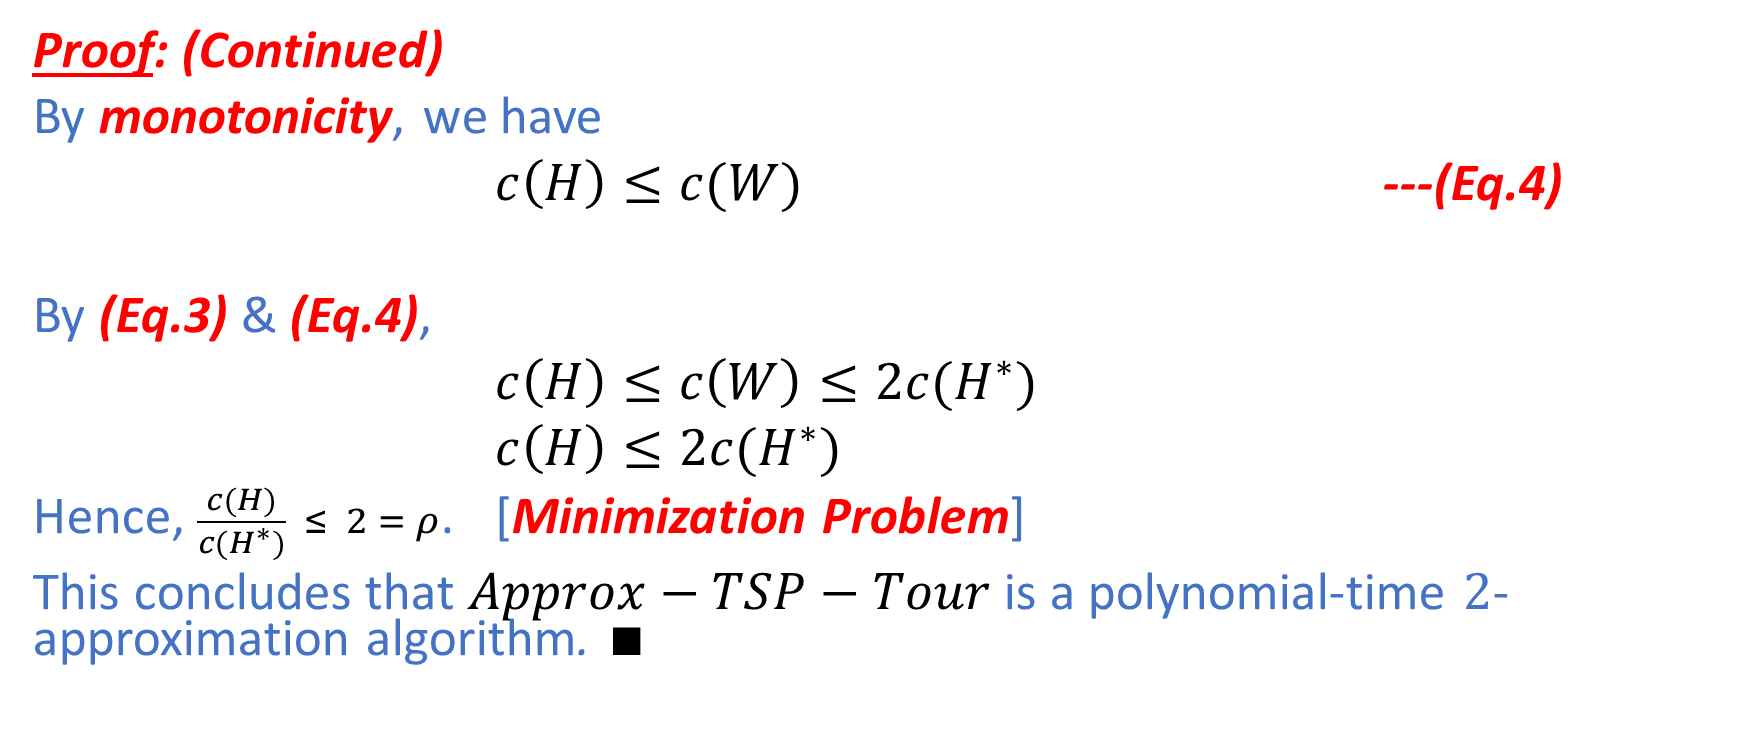 Proof: (Continued)
By monotonicity, we have
c(H) ≤ c(W) ---(Eq.4)
By (Eq.3) & (Eq.4),
c(H) ≤ c(W) ≤ 2c(H*)
c(H) ≤ 2c(H*)
Hence, c(H)/c(H*) ≤ 2 = ρ. [Minimization Problem]
This concludes that Approx − TSP − Tour is a polynomial-time 2-
approximation algorithm. ■